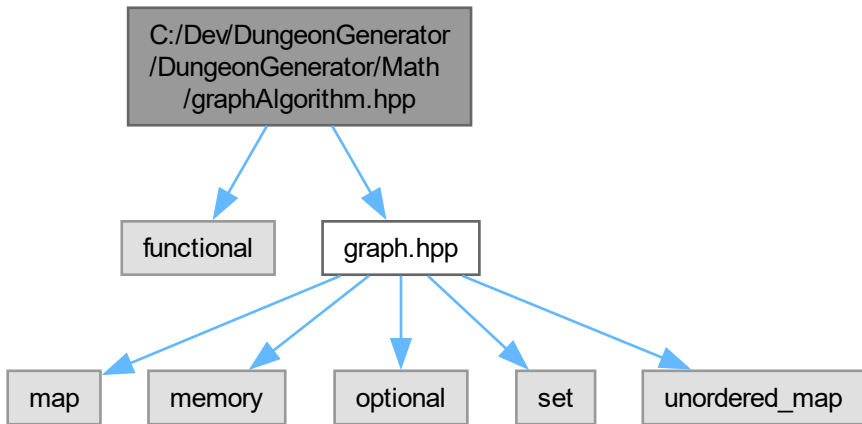 C:/Dev/DungeonGenerator
/DungeonGenerator/Math
/graphAlgorithm.hpp
functional
graph.hpp
map
memory
optional
set
unordered_map